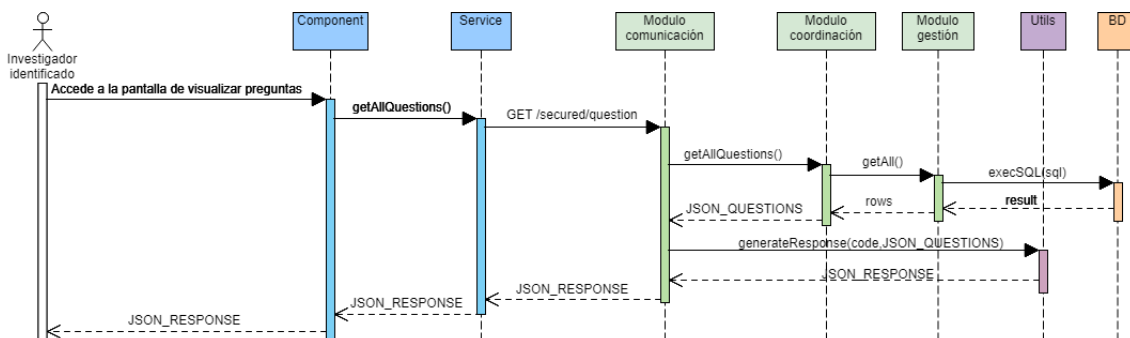 Component
Service
Modulo
comunicación
Modulo
coordinación
Modulo
gestión
Utils
BD
Investigador
identificado
Accede a la pantalla de visualizar preguntas
getAllQuestions()
GET /secured/question
getAllQuestions()
getAll()
execSQL(sql)
JSON_QUESTIONS
rows
result
generateResponse(code,JSON_QUESTIONS)
JSON_RESPONSE
JSON_RESPONSE
JSON_RESPONSE
JSON_RESPONSE